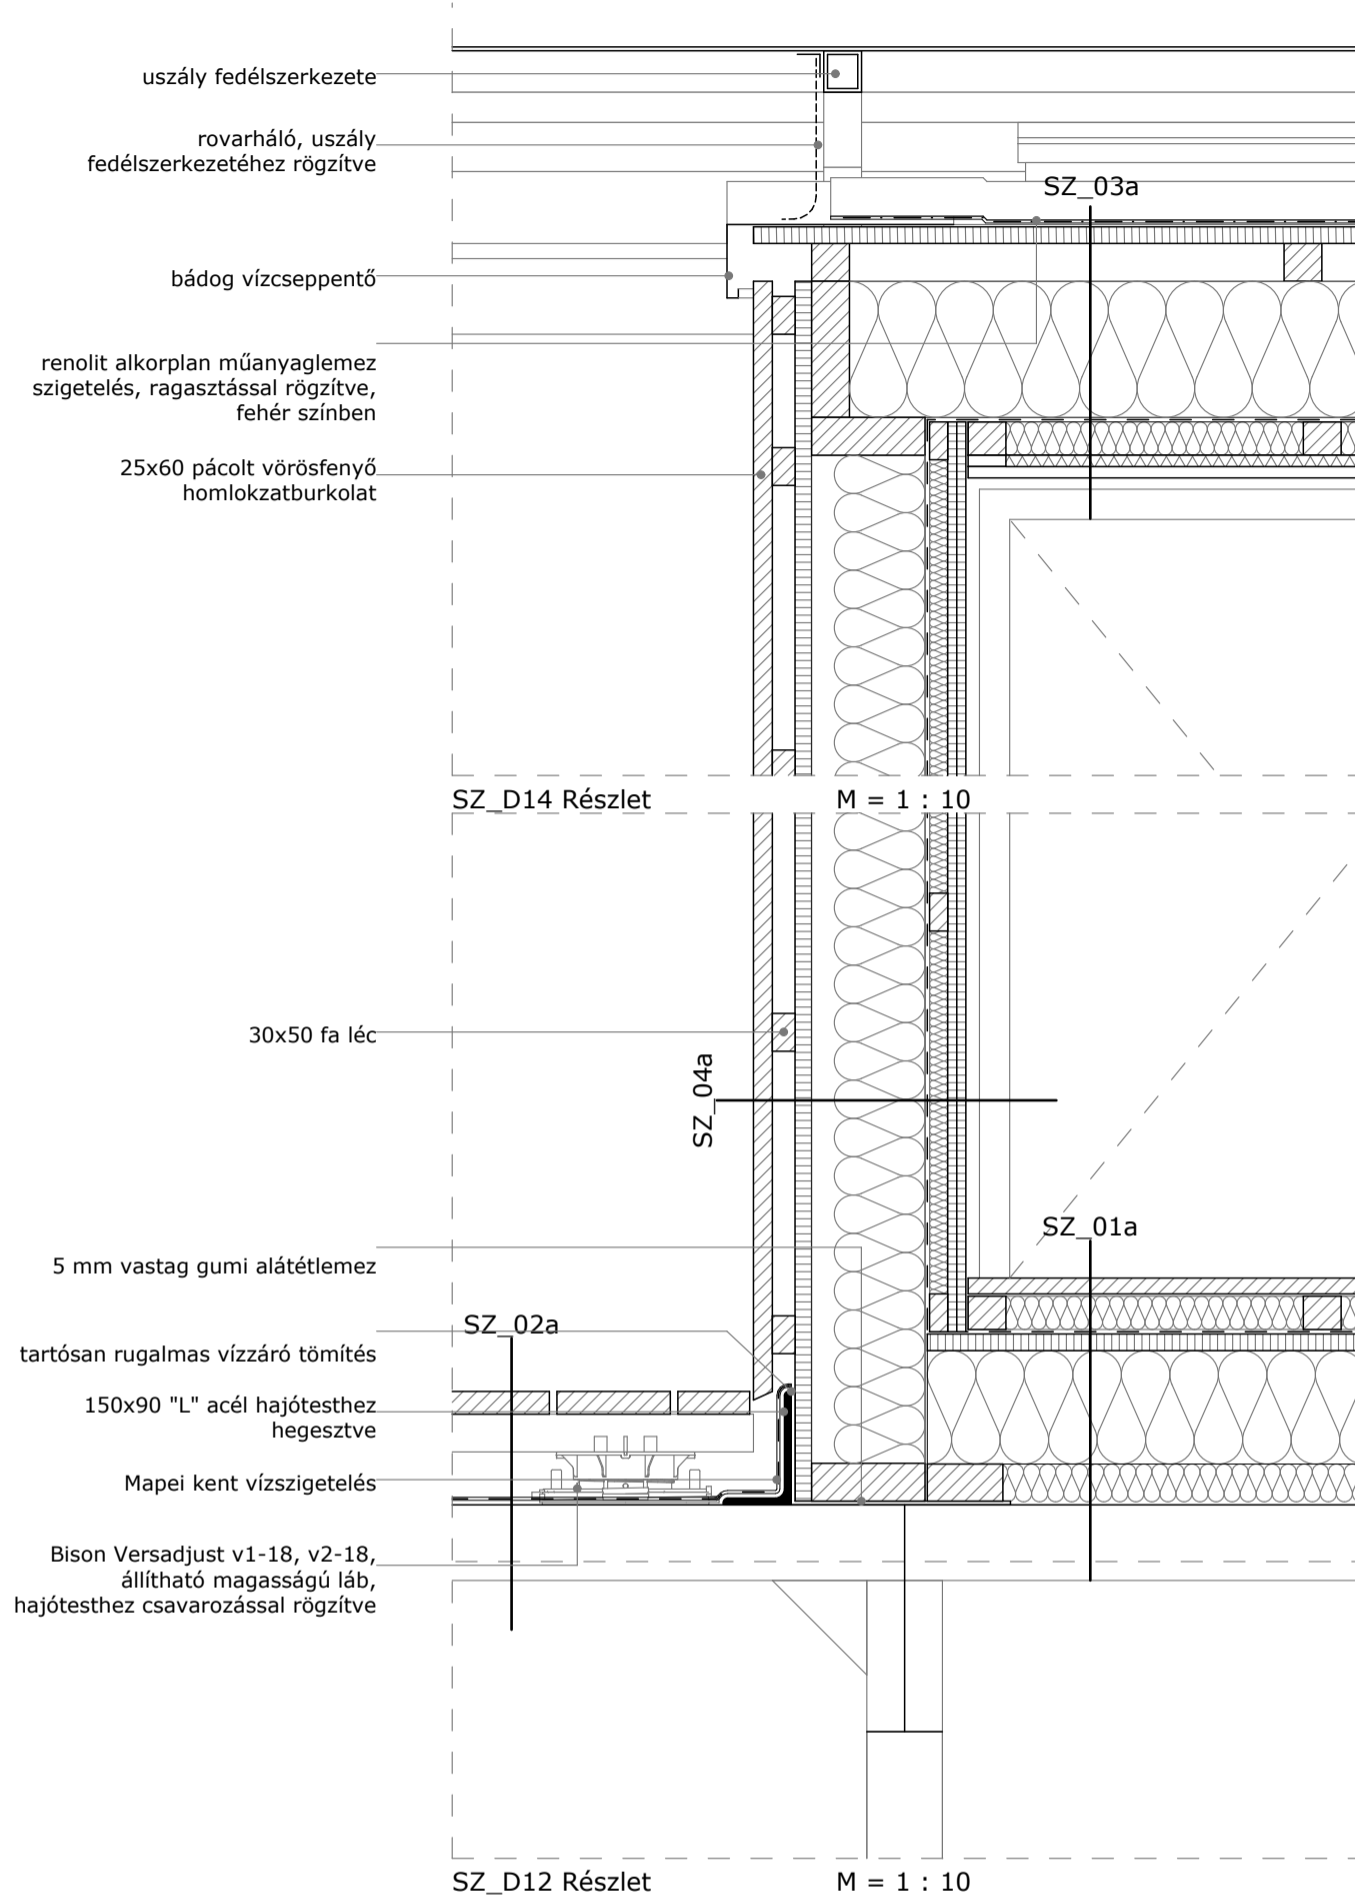 uszály fedélszerkezete
rovarháló, uszály
fedélszerkezetéhez rögzítve
SZ_03a
bádog vízcseppentő
renolit alkorplan műanyaglemez
szigetelés, ragasztással rögzítve,
fehér színben
25x60 pácolt vörösfenyő
homlokzatburkolat
SZ_D14 Részlet
M = 1 : 10
30x50 fa léc
SZ_04a
SZ_01a
5 mm vastag gumi alátétlemez
SZ_02a
tartósan rugalmas vízzáró tömítés
150x90 "L" acél hajótesthez
hegesztve
Mapei kent vízszigetelés
Bison Versadjust v1-18, v2-18,
állítható magasságú láb,
hajótesthez csavarozással rögzítve
SZ_D12 Részlet
M = 1 : 10